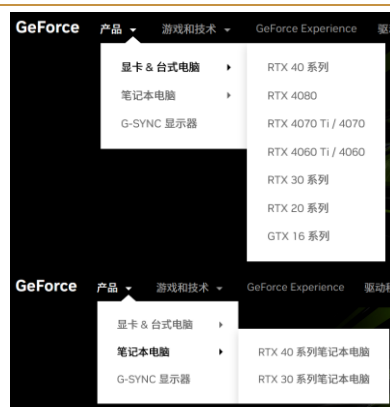 GeForce 产品 游戏和技术 GeForce Experience 驱
显卡 & 台式电脑
笔记本电脑
G-SYNC 显示器
RTX 40 系列
RTX 4080
RTX 4070 Ti / 4070
RTX 4060 Ti / 4060
RTX 30 系列
RTX 20 系列
GTX 16 系列
GeForce 产品 游戏和技术 GeForce Experience 驱动
显卡 & 台式电脑
笔记本电脑
G-SYNC 显示器
RTX 40 系列笔记本电脑
RTX 30 系列笔记本电脑